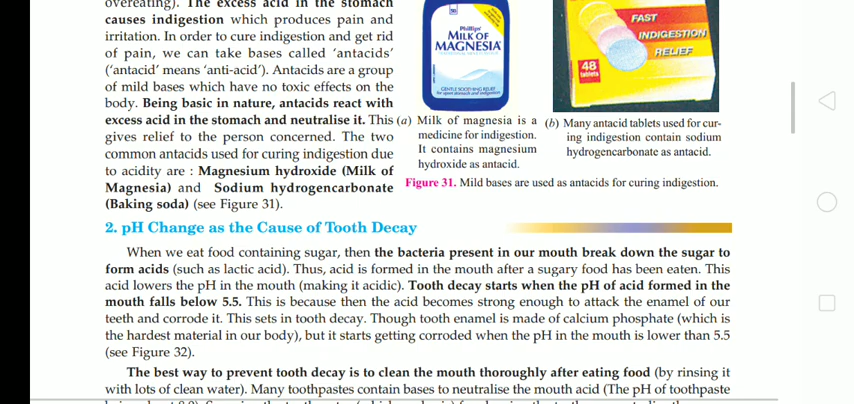 overeating). The excess acid in the stomach
causes indigestion which produces pain and
irritation. In order to cure indigestion and get rid
of pain, we can take bases called 'antacids'
('antacid' means 'anti-acid'). Antacids are a group
of mild bases which have no toxic effects on the
body. Being basic in nature, antacids react with
excess acid in the stomach and neutralise it. This
gives relief to the person concerned. The two
common antacids used for curing indigestion due
to acidity are : Magnesium hydroxide (Milk of
Magnesia) and Sodium hydrogencarbonate
(Baking soda) (see Figure 31).
Phillips'
MILK OF
MAGNESIA
GENTLE SOOTHING RELIEF
for upset stomach and indigestion
(a) Milk of magnesia is a
medicine for indigestion.
It contains magnesium
hydroxide as antacid.
FAST
INDIGESTION
RELIEF
48
tablets
(b) Many antacid tablets used for cur-
ing indigestion contain sodium
hydrogencarbonate as antacid.
Figure 31. Mild bases are used as antacids for curing indigestion.
2. pH Change as the Cause of Tooth Decay
When we eat food containing sugar, then the bacteria present in our mouth break down the sugar to
form acids (such as lactic acid). Thus, acid is formed in the mouth after a sugary food has been eaten. This
acid lowers the pH in the mouth (making it acidic). Tooth decay starts when the pH of acid formed in the
mouth falls below 5.5. This is because then the acid becomes strong enough to attack the enamel of our
teeth and corrode it. This sets in tooth decay. Though tooth enamel is made of calcium phosphate (which is
the hardest material in our body), but it starts getting corroded when the pH in the mouth is lower than 5.5
(see Figure 32).
The best way to prevent tooth decay is to clean the mouth thoroughly after eating food (by rinsing it
with lots of clean water). Many toothpastes contain bases to neutralise the mouth acid (The pH of toothpaste